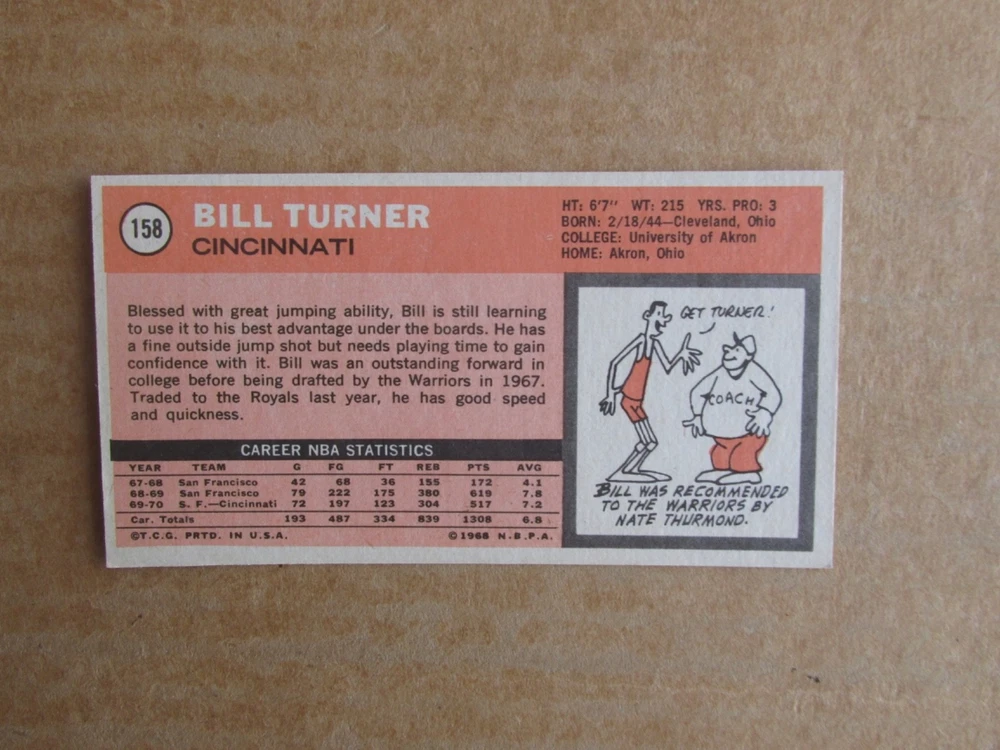 158
BILL TURNER
CINCINNATI
HT: 6'7" WT: 215 YRS. PRO: 3
BORN: 2/18/44—Cleveland, Ohio
COLLEGE: University of Akron
HOME: Akron, Ohio
Blessed with great jumping ability, Bill is still learning
to use it to his best advantage under the boards. He has
a fine outside jump shot but needs playing time to gain
confidence with it. Bill was an outstanding forward in
college before being drafted by the Warriors in 1967.
Traded to the Royals last year, he has good speed
and quickness.
CAREER NBA STATISTICS
YEAR TEAM G FG FT REB PTS AVG
67-68 San Francisco 42 68 36 155 172 4.1
68-69 San Francisco 79 222 175 380 619 7.8
69-70 S. F.—Cincinnati 72 197 123 304 517 7.2
Car. Totals 193 487 334 839 1308 6.8
©T.C.G. PRTD. IN U.S.A. ©1968 N.B.P.A.
GET TURNER!
COACH
BILL WAS RECOMMENDED
TO THE WARRIORS BY
NATE THURMOND.